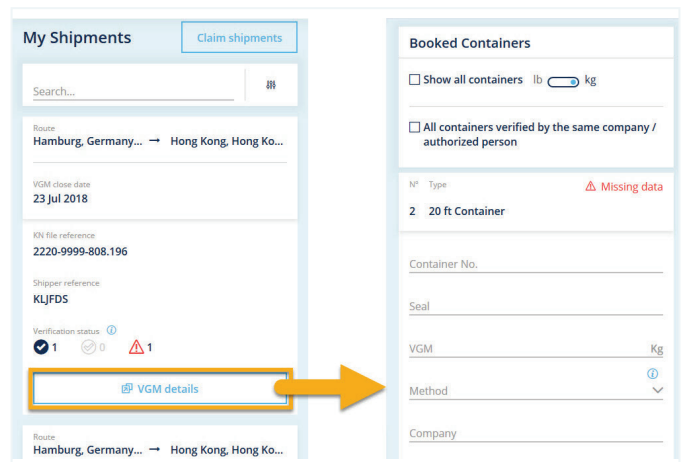 My Shipments
Claim shipments
Search...
Route
Hamburg, Germany... → Hong Kong, Hong Ko...
VGM close date
23 Jul 2018
KN file reference
2220-9999-808.196
Shipper reference
KLJFDS
Verification status i
1 0 1
VGM details
Route
Hamburg, Germany... → Hong Kong, Hong Ko...
Booked Containers
Show all containers lb kg
All containers verified by the same company /
authorized person
N° Type Missing data
2 20 ft Container
Container No.
Seal
VGM Kg
i
Method
Company